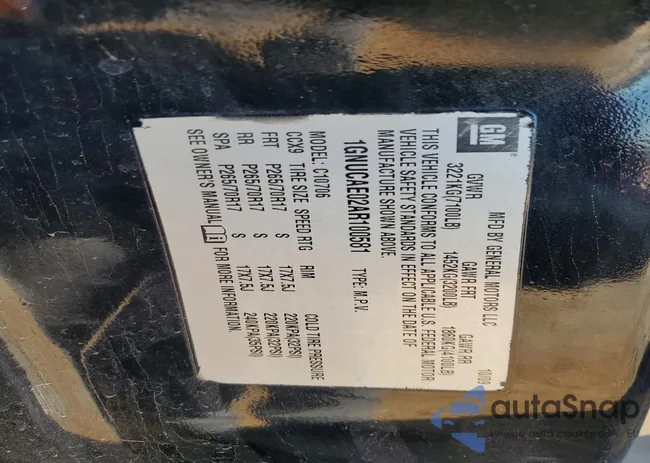 GM
MFD BY GENERAL MOTORS LLC 10/09
GVWR GAWR FRT GAWR RR
3221KG(7100LB) 1452KG(3200LB) 1860KG(4100LB)
THIS VEHICLE CONFORMS TO ALL APPLICABLE U.S. FEDERAL MOTOR
VEHICLE SAFETY STANDARDS IN EFFECT ON THE DATE OF
MANUFACTURE SHOWN ABOVE.
1GNUCAE02AR100581 TYPE: M.P.V.
MODEL: C10706
CCX9 TIRE SIZE SPEED RTG RIM COLD TIRE PRESSURE
FRT P265/70R17 S 17X7.5J 220KPA(32PSI)
RR P265/70R17 S 17X7.5J 220KPA(32PSI)
SPA P265/70R17 S 17X7.5J 240KPA(35PSI)
SEE OWNER'S MANUAL FOR MORE INFORMATION.
autoSnap